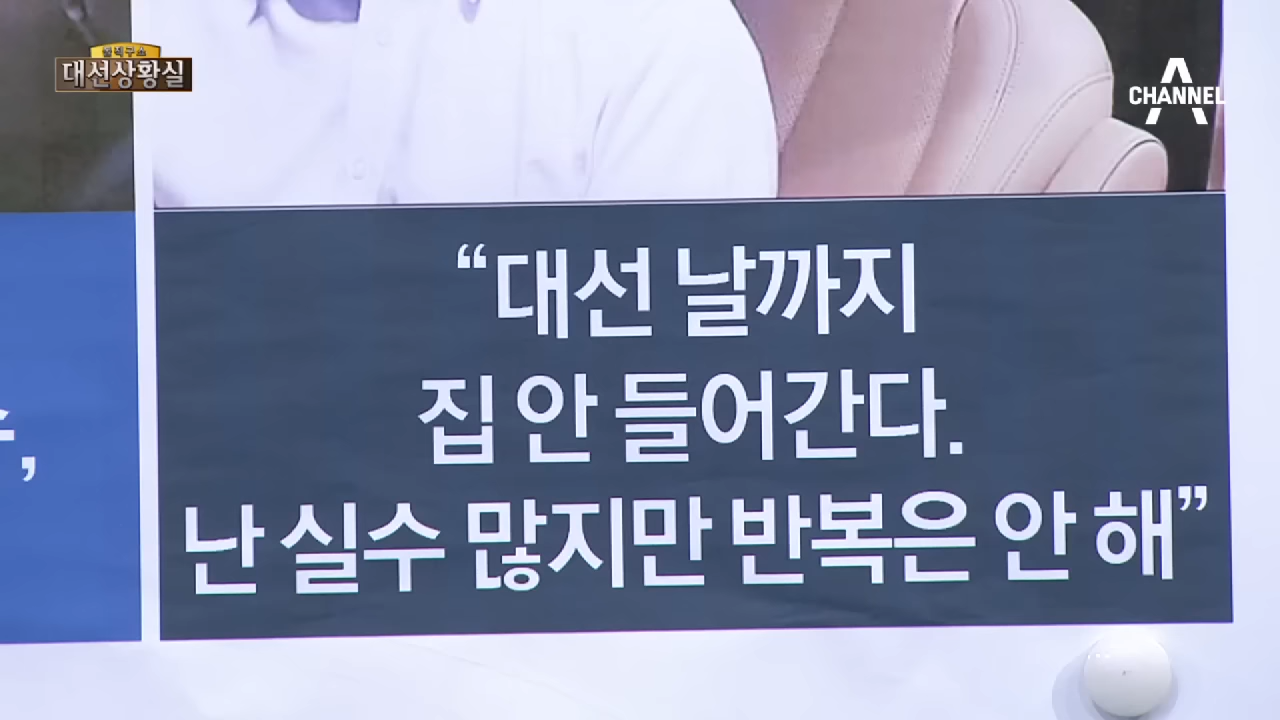 대선상황실
CHANNEL A
“대선 날까지
집 안 들어간다.
난 실수 많지만 반복은 안 해”
,